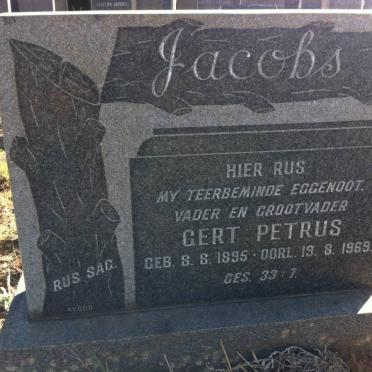 Jacobs
HIER RUS
MY TEERBEMINDE EGGENOOT,
VADER EN GROOTVADER
GERT PETRUS
GEB. 8. 8. 1895 - OORL. 19. 8. 1969.
GES. 33 : 7.
RUS SAG.